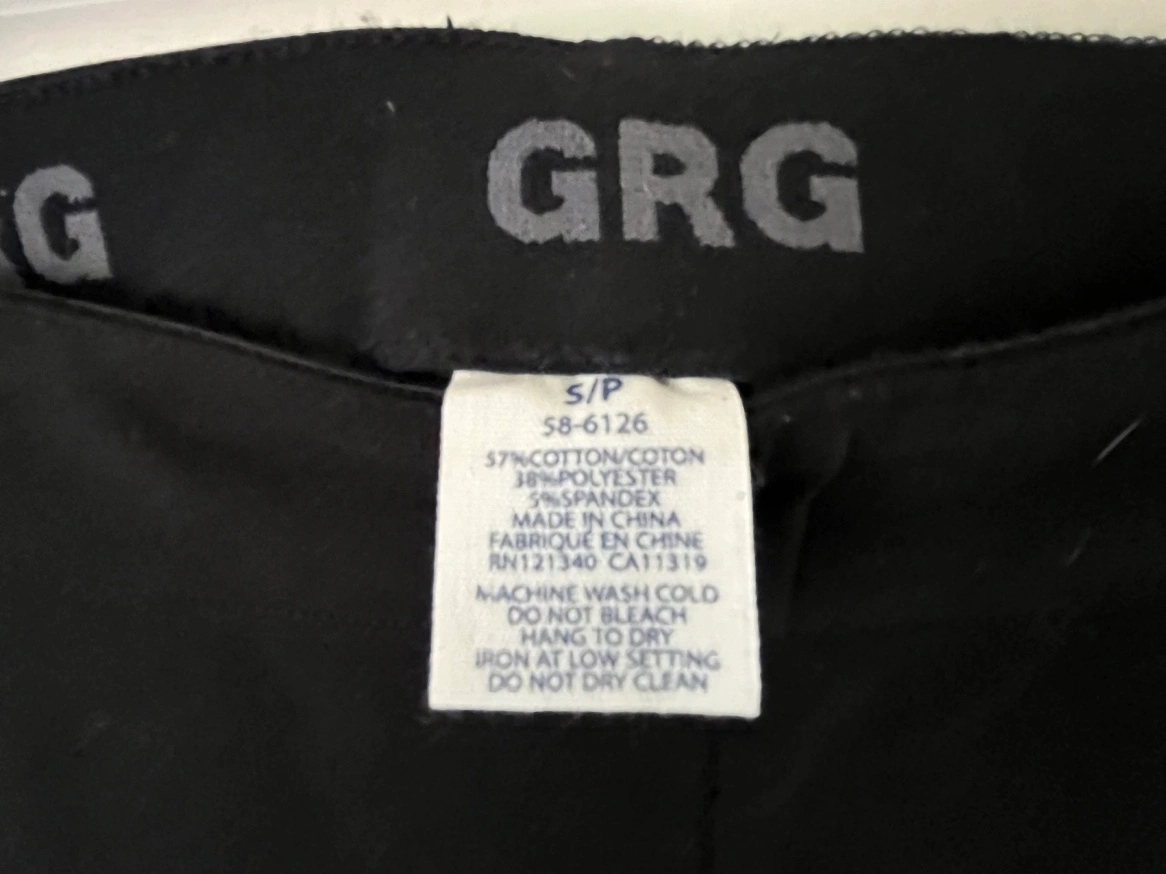 GRG
G
S/P
58-6126
57%COTTON/COTON
38%POLYESTER
5%SPANDEX
MADE IN CHINA
FABRIQUÉ EN CHINE
RN121340 CA11319
MACHINE WASH COLD
DO NOT BLEACH
HANG TO DRY
IRON AT LOW SETTING
DO NOT DRY CLEAN